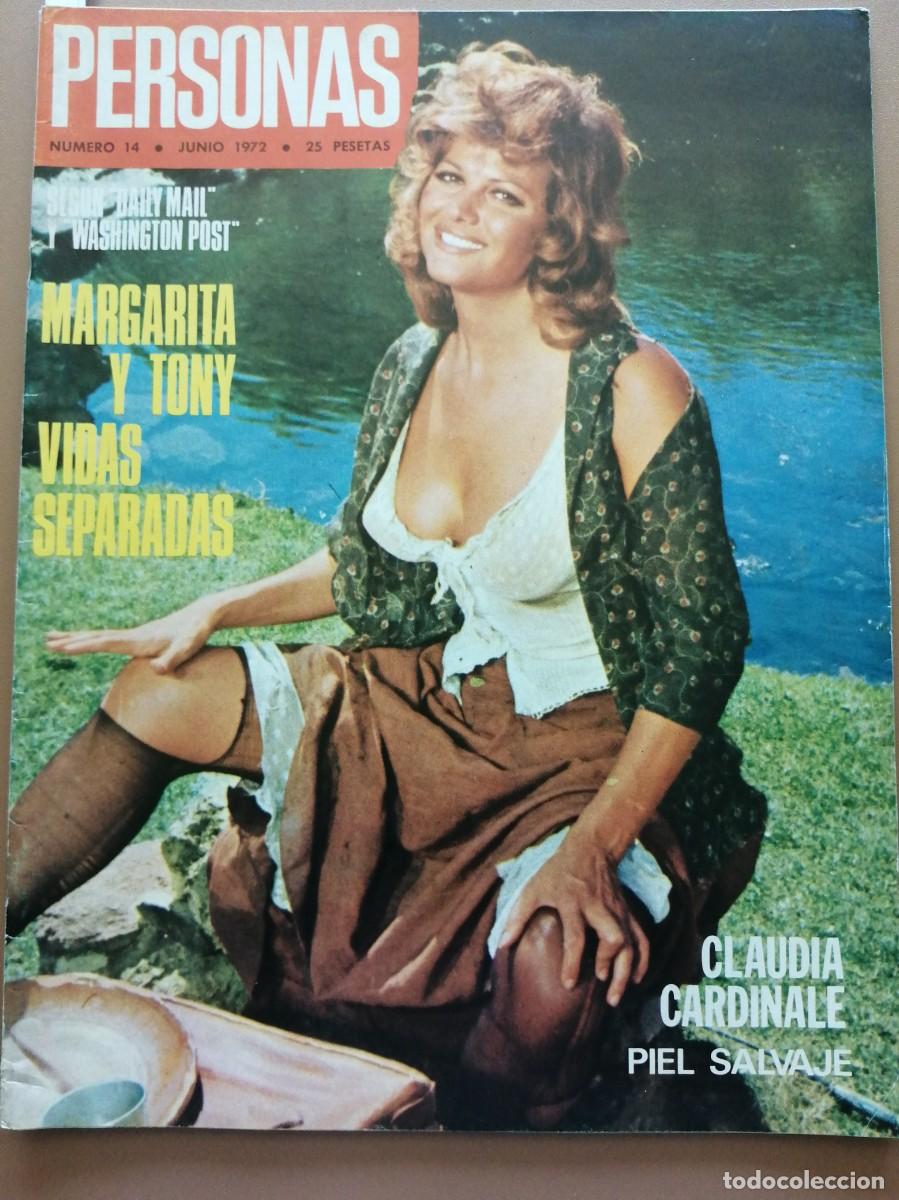 PERSONAS
NUMERO 14 • JUNIO 1972 • 25 PESETAS
SEGUN "DAILY MAIL"
Y "WASHINGTON POST"
MARGARITA
Y TONY
VIDAS
SEPARADAS
CLAUDIA
CARDINALE
PIEL SALVAJE
todocoleccion